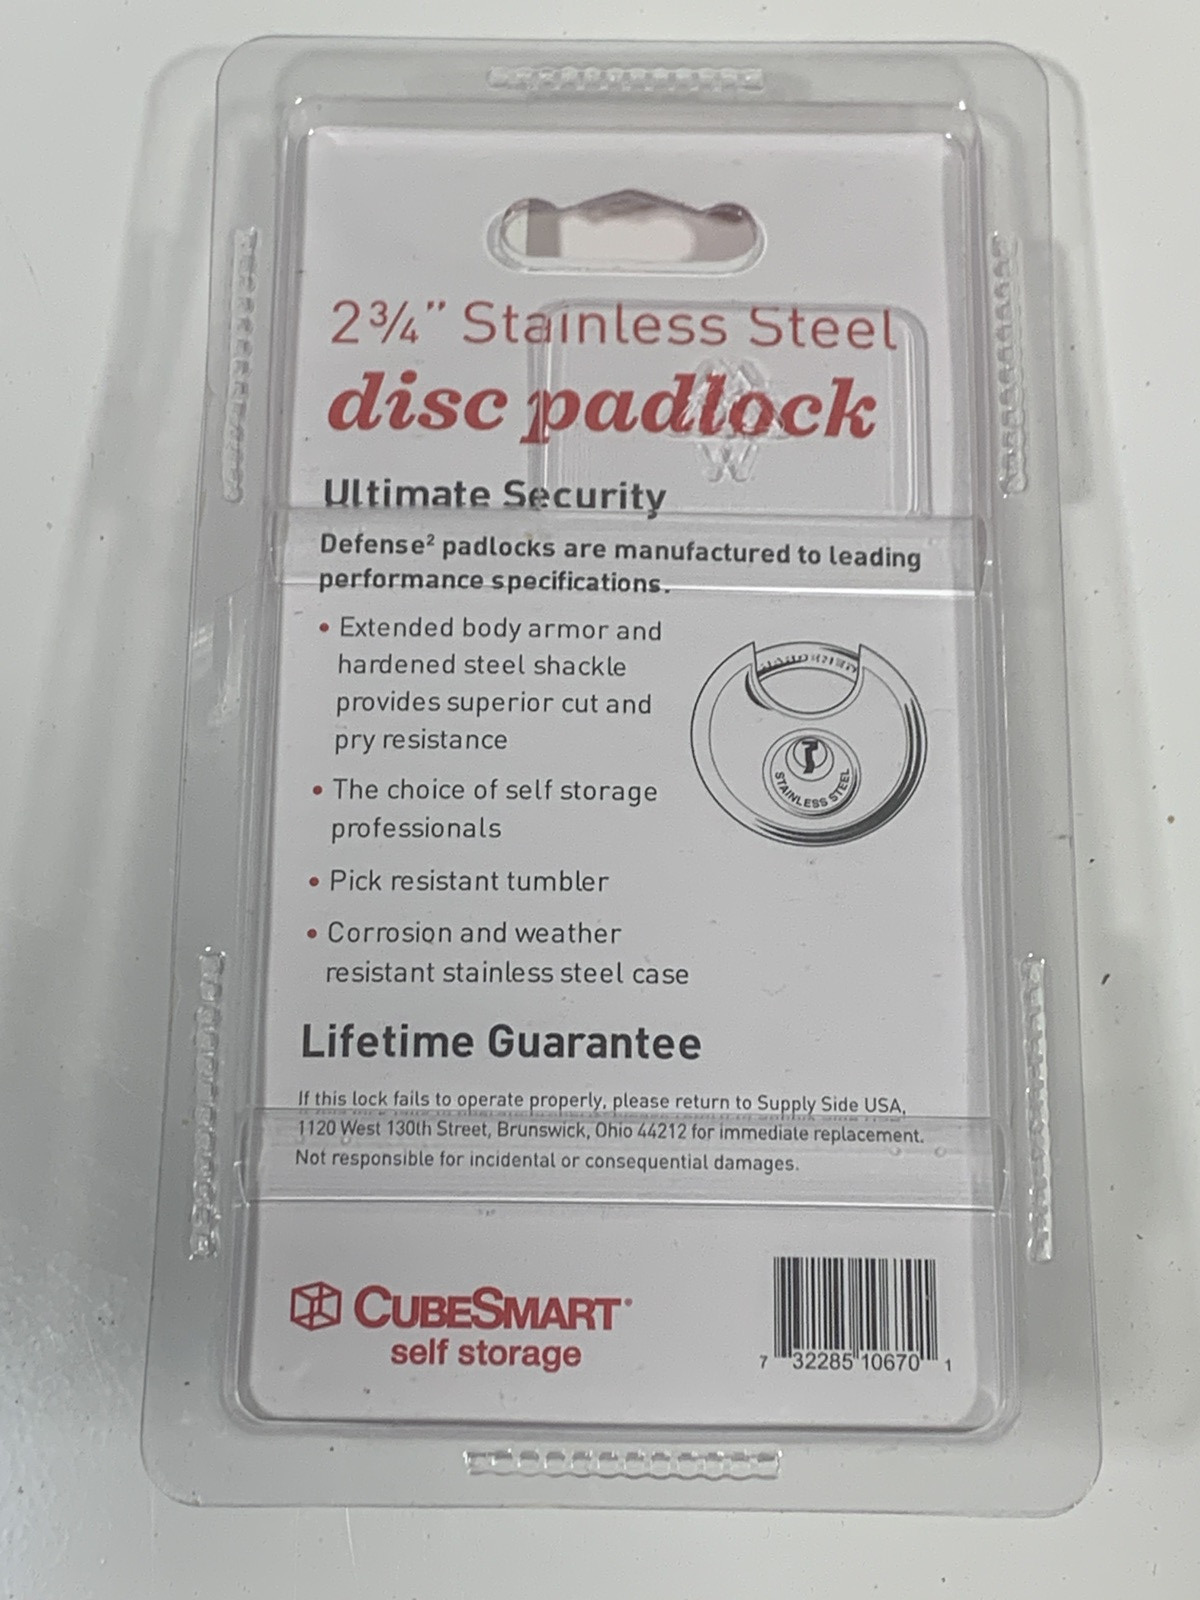 2¾” Stainless Steel
disc padlock
Ultimate Security
Defense² padlocks are manufactured to leading
performance specifications.
• Extended body armor and
hardened steel shackle
provides superior cut and
pry resistance
• The choice of self storage
professionals
• Pick resistant tumbler
• Corrosion and weather
resistant stainless steel case
HARDENED
STAINLESS STEEL
Lifetime Guarantee
If this lock fails to operate properly, please return to Supply Side USA,
1120 West 130th Street, Brunswick, Ohio 44212 for immediate replacement.
Not responsible for incidental or consequential damages.
CUBESMART
self storage
7 32285 10670 1